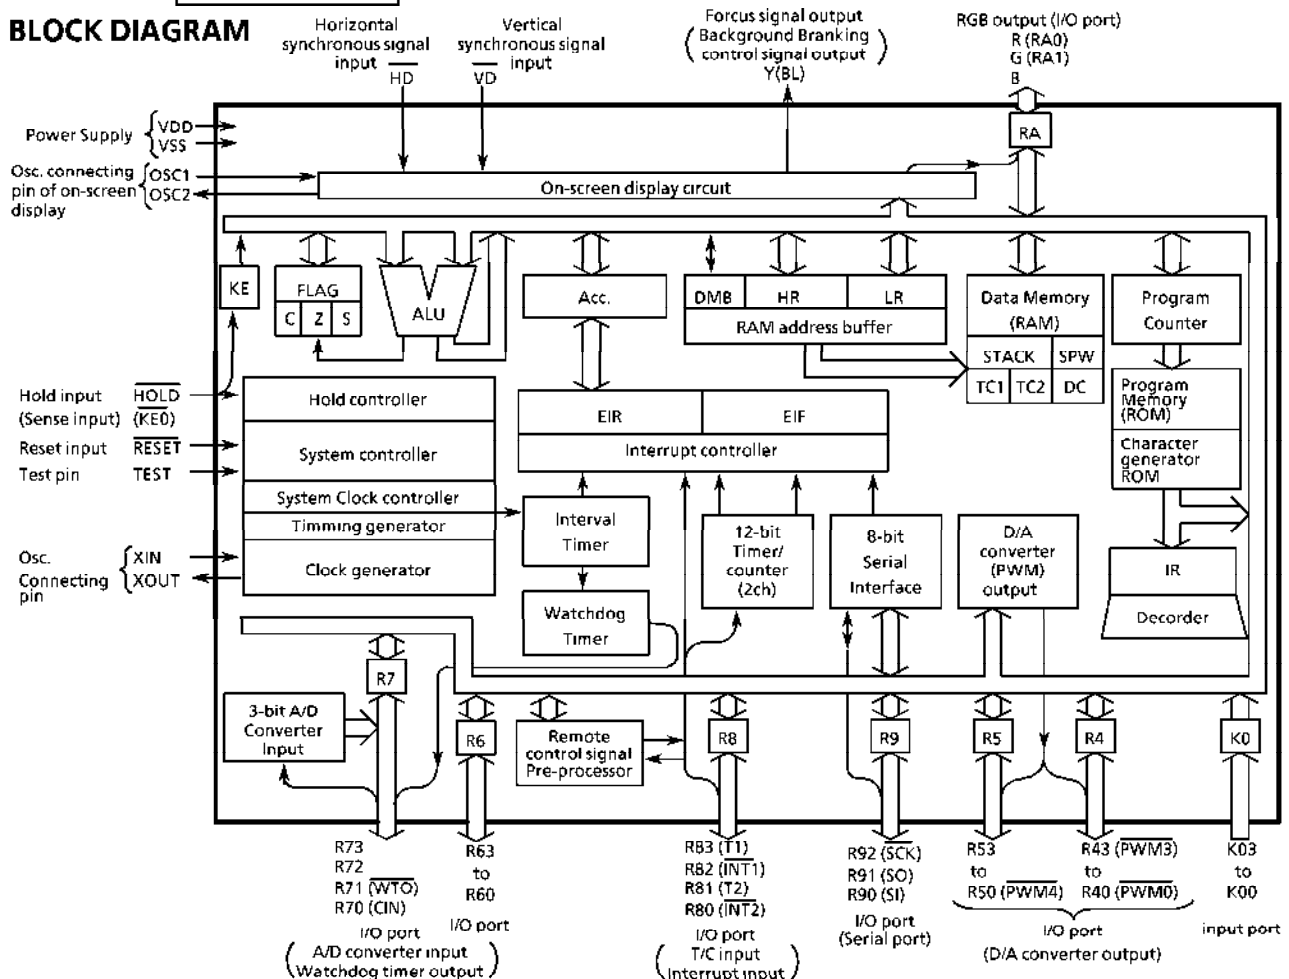 BLOCK DIAGRAM
Horizontal
synchronous signal
input
HD
Vertical
synchronous signal
input
VD
Forcus signal output
(Background Branking
control signal output)
Y(BL)
RGB output (I/O port)
R (RA0)
G (RA1)
B
Power Supply
VDD
VSS
RA
Osc. connecting
pin of on-screen
display
OSC1
OSC2
On-screen display circuit
KE
FLAG
C Z S
ALU
Acc.
DMB HR LR
RAM address buffer
Data Memory
(RAM)
STACK SPW
TC1 TC2 DC
Program
Counter
Program
Memory
(ROM)
Character
generator
ROM
Hold input HOLD
(Sense input) (KE0)
Reset input RESET
Test pin TEST
Hold controller
System controller
System Clock controller
Timming generator
Clock generator
EIR EIF
Interrupt controller
Osc.
Connecting
pin
XIN
XOUT
Interval
Timer
Watchdog
Timer
12-bit
Timer/
counter
(2ch)
8-bit
Serial
Interface
D/A
converter
(PWM)
output
IR
Decorder
R7
3-bit A/D
Converter
Input
R6
Remote
control signal
Pre-processor
R8
R9
R5
R4
K0
R73
R72
R71 (WTO)
R70 (CIN)
I/O port
(A/D converter input
Watchdog timer output)
R63
to
R60
I/O port
R83 (T1)
R82 (INT1)
R81 (T2)
R80 (INT2)
I/O port
(T/C input
Interrupt input)
R92 (SCK)
R91 (SO)
R90 (SI)
I/O port
(Serial port)
R53
to
R50 (PWM4)
R43 (PWM3)
to
R40 (PWM0)
I/O port
(D/A converter output)
K03
to
K00
input port